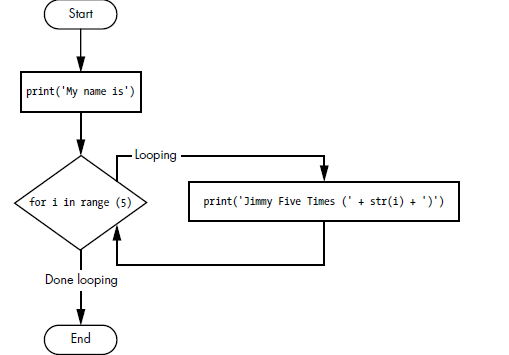 Start
print('My name is')
Looping
for i in range (5)
print('Jimmy Five Times (' + str(i) + ')')
Done looping
End